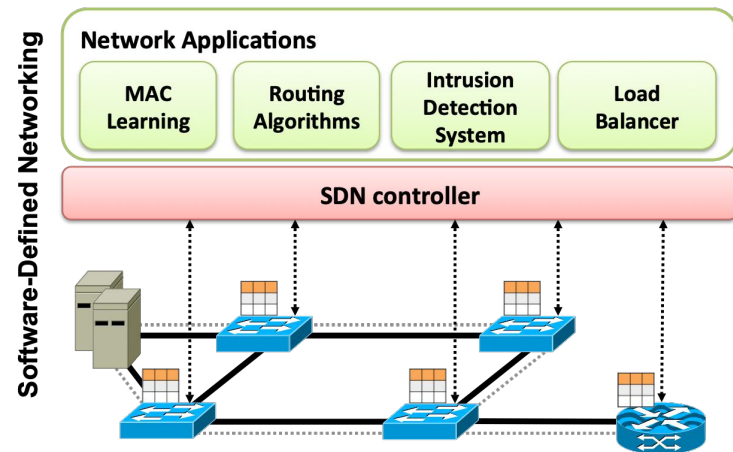 Software-Defined Networking
Network Applications
MAC
Learning
Routing
Algorithms
Intrusion
Detection
System
Load
Balancer
SDN controller